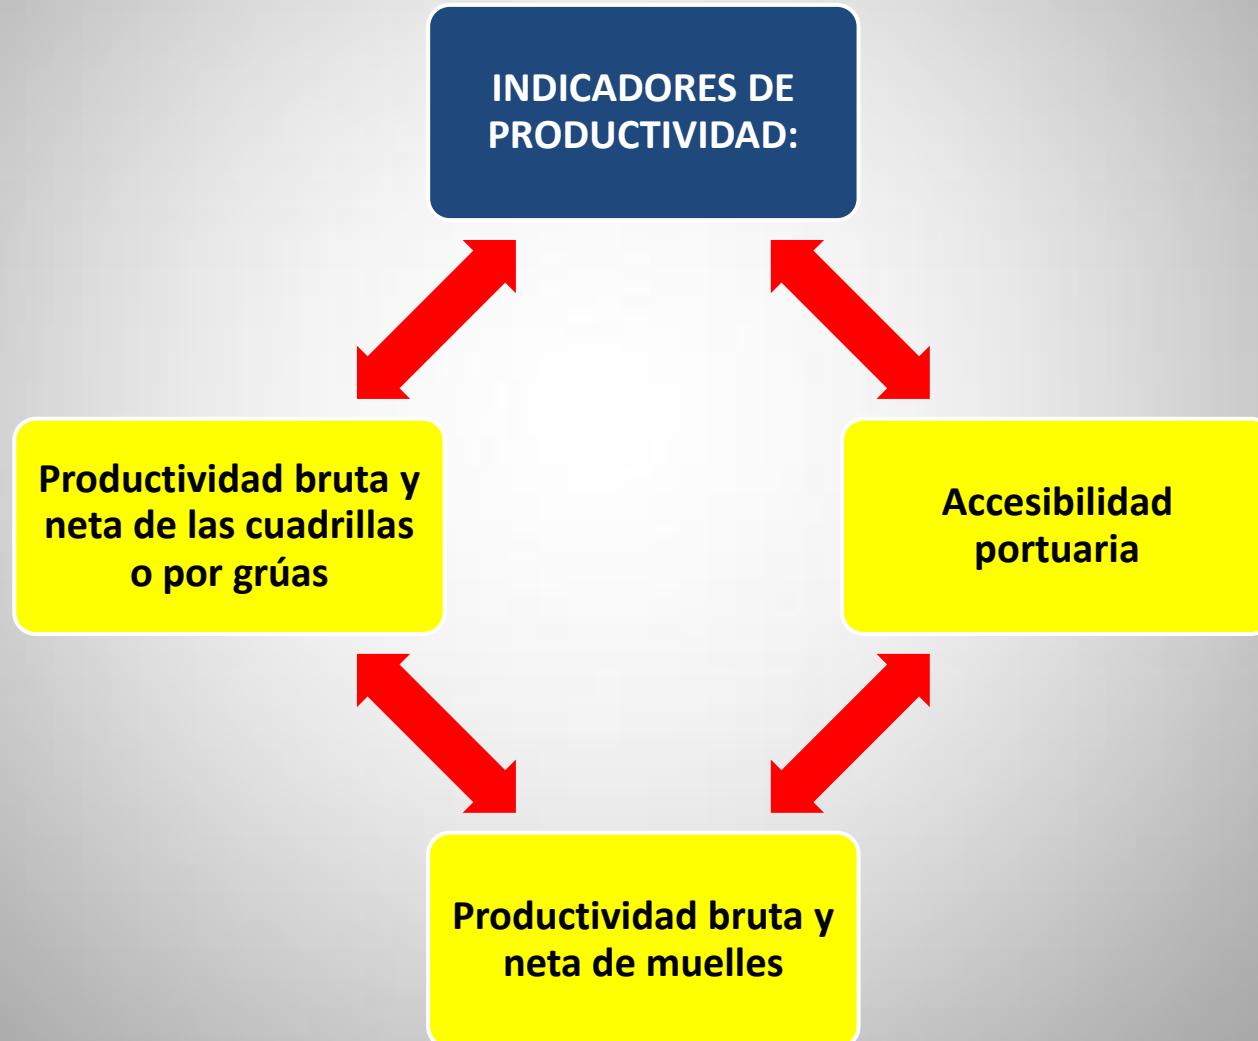 INDICADORES DE
PRODUCTIVIDAD:
Productividad bruta y
neta de las cuadrillas
o por grúas
Accesibilidad
portuaria
Productividad bruta y
neta de muelles